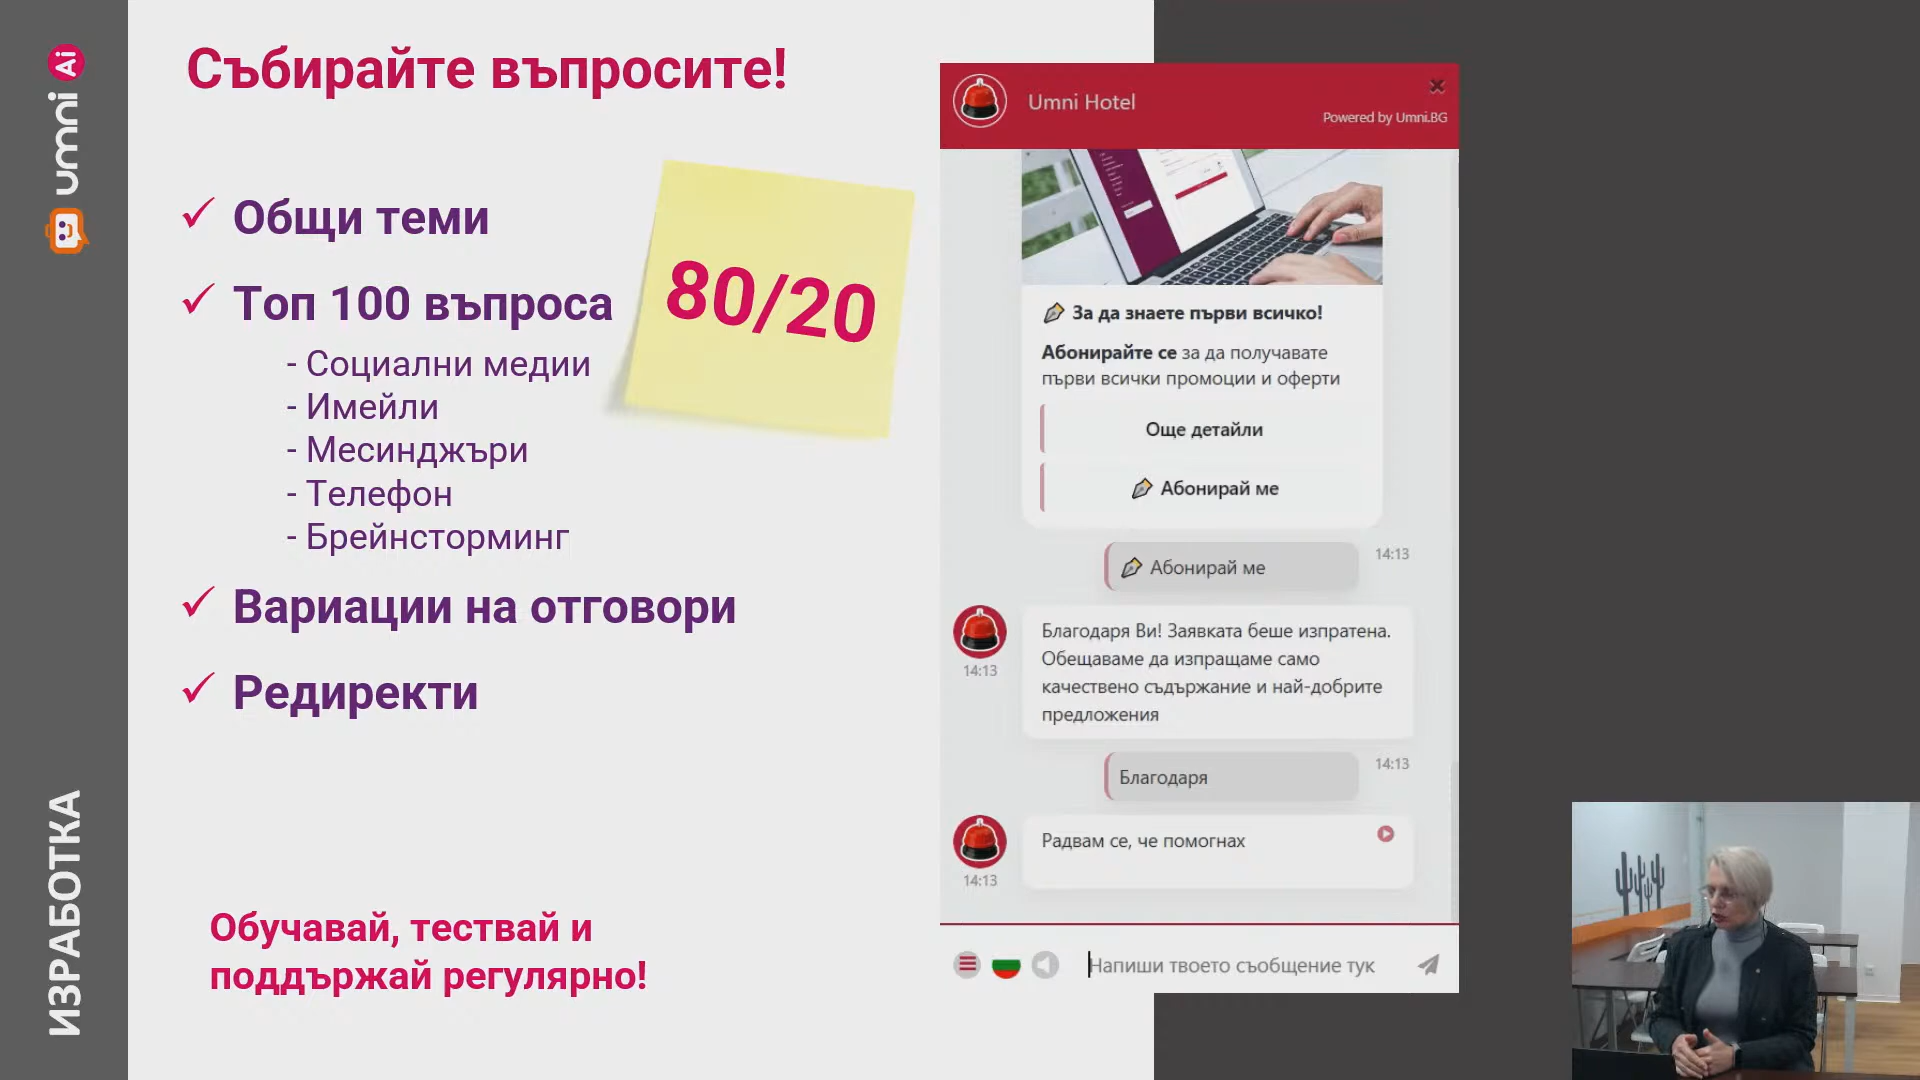 umni Ai
ИЗРАБОТКА
Събирайте въпросите!
Общи теми
Топ 100 въпроса
- Социални медии
- Имейли
- Месинджъри
- Телефон
- Брейнсторминг
Вариации на отговори
Редиректи
80/20
Обучавай, тествай и
поддържай регулярно!
Umni Hotel
Powered by Umni.BG
За да знаете първи всичко!
Абонирайте се за да получавате
първи всички промоции и оферти
Още детайли
Абонирай ме
Абонирай ме
14:13
Благодаря Ви! Заявката беше изпратена.
Обещаваме да изпращаме само
качествено съдържание и най-добрите
предложения
14:13
Благодаря
14:13
Радвам се, че помогнах
14:13
Напиши твоето съобщение тук